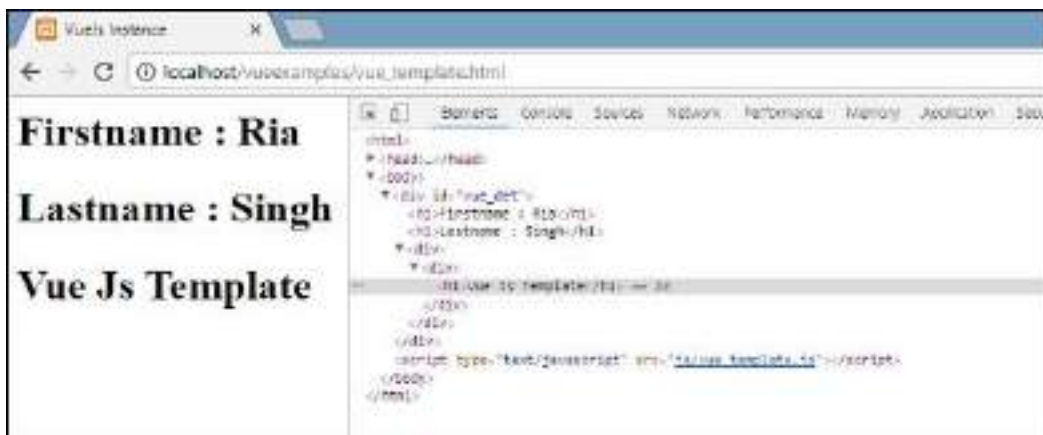 VueJs Instance
localhost/vueexamples/vue_template.html
Firstname : Ria
Lastname : Singh
Vue Js Template
Elements Console Sources Network Performance Memory Application Secu
<html>
<head>…</head>
<body>
<div id="vue_det">
<h1>Firstname : Ria</h1>
<h1>Lastname : Singh</h1>
<div>
<div>
<h1>Vue Js Template</h1> == $0
</div>
</div>
</div>
<script type="text/javascript" src="js/vue_template.js"></script>
</body>
</html>